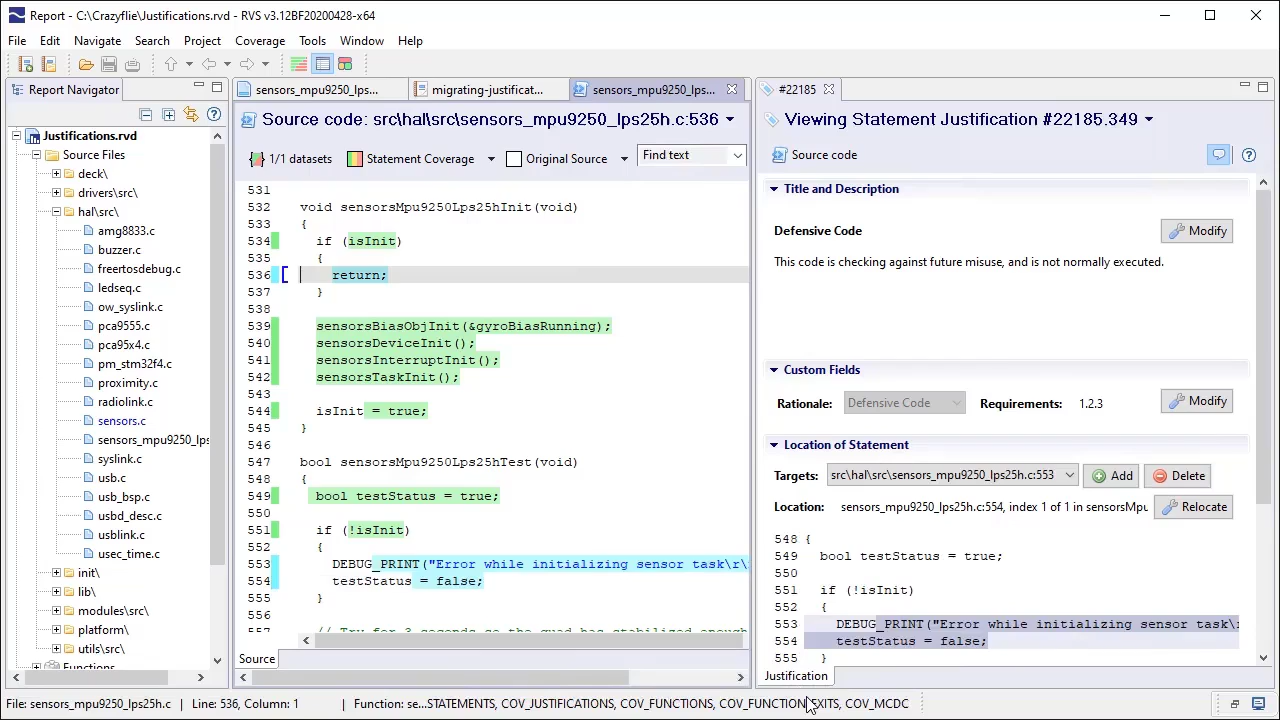 Report - C:\Crazyflie\Justifications.rvd - RVS v3.12BF20200428-x64
File Edit Navigate Search Project Coverage Tools Window Help
Report Navigator
Justifications.rvd
Source Files
deck\
drivers\src\
hal\src\
amg8833.c
buzzer.c
freertosdebug.c
ledseq.c
ow_syslink.c
pca9555.c
pca95x4.c
pm_stm32f4.c
proximity.c
radiolink.c
sensors.c
sensors_mpu9250_lps
syslink.c
usb.c
usb_bsp.c
usbd_desc.c
usblink.c
usec_time.c
init\
lib\
modules\src\
platform\
utils\src\
Functions
sensors_mpu9250_lps... migrating-justificat... sensors_mpu9250_lps...
Source code: src\hal\src\sensors_mpu9250_lps25h.c:536
1/1 datasets Statement Coverage Original Source Find text
531
532 void sensorsMpu9250Lps25hInit(void)
533 {
534 if (isInit)
535 {
536 return;
537 }
538
539 sensorsBiasObjInit(&gyroBiasRunning);
540 sensorsDeviceInit();
541 sensorsInterruptInit();
542 sensorsTaskInit();
543
544 isInit = true;
545 }
546
547 bool sensorsMpu9250Lps25hTest(void)
548 {
549 bool testStatus = true;
550
551 if (!isInit)
552 {
553 DEBUG_PRINT("Error while initializing sensor task\r\
554 testStatus = false;
555 }
556
557 // Try for 3 seconds so the quad has stabilized enough
Source
#22185
Viewing Statement Justification #22185.349
Source code
Title and Description
Defensive Code Modify
This code is checking against future misuse, and is not normally executed.
Custom Fields
Rationale: Defensive Code Requirements: 1.2.3 Modify
Location of Statement
Targets: src\hal\src\sensors_mpu9250_lps25h.c:553 Add Delete
Location: sensors_mpu9250_lps25h.c:554, index 1 of 1 in sensorsMpu Relocate
548 {
549 bool testStatus = true;
550
551 if (!isInit)
552 {
553 DEBUG_PRINT("Error while initializing sensor task\r
554 testStatus = false;
555 }
Justification
File: sensors_mpu9250_lps25h.c | Line: 536, Column: 1 | Function: se...STATEMENTS, COV_JUSTIFICATIONS, COV_FUNCTIONS, COV_FUNCTION_EXITS, COV_MCDC